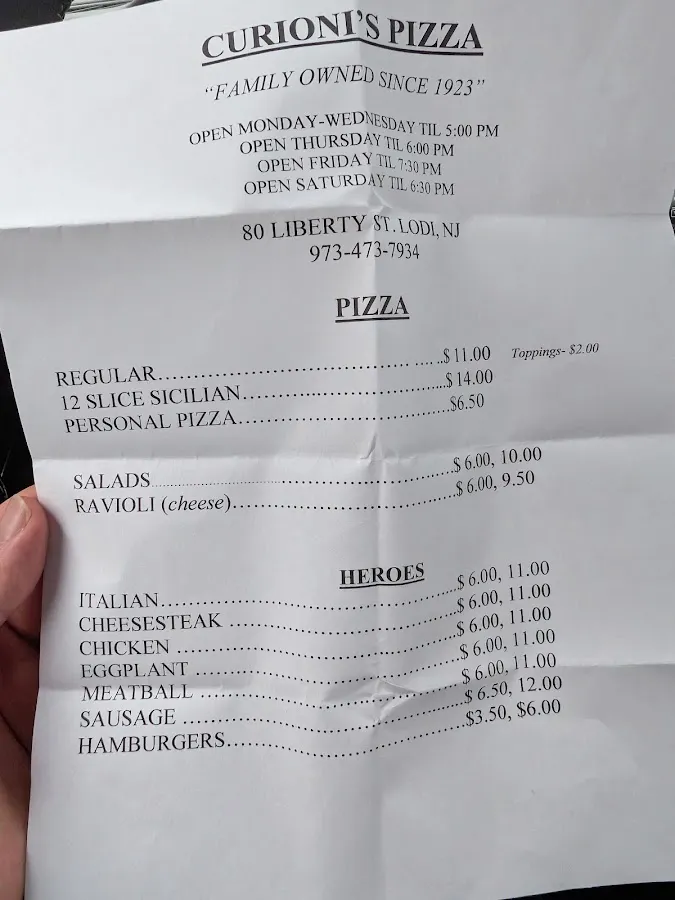 CURIONI'S PIZZA
"FAMILY OWNED SINCE 1923"
OPEN MONDAY-WEDNESDAY TIL 5:00 PM
OPEN THURSDAY TIL 6:00 PM
OPEN FRIDAY TIL 7:30 PM
OPEN SATURDAY TIL 6:30 PM
80 LIBERTY ST. LODI, NJ
973-473-7934
PIZZA
REGULAR...........................................$11.00 Toppings- $2.00
12 SLICE SICILIAN...................................$14.00
PERSONAL PIZZA...................................$6.50
SALADS.................................................$6.00, 10.00
RAVIOLI (cheese)...................................$6.00, 9.50
HEROES
ITALIAN..............................................$6.00, 11.00
CHEESESTEAK ...................................$6.00, 11.00
CHICKEN ..........................................$6.00, 11.00
EGGPLANT .......................................$6.00, 11.00
MEATBALL .......................................$6.00, 11.00
SAUSAGE ..........................................$6.50, 12.00
HAMBURGERS...................................$3.50, $6.00